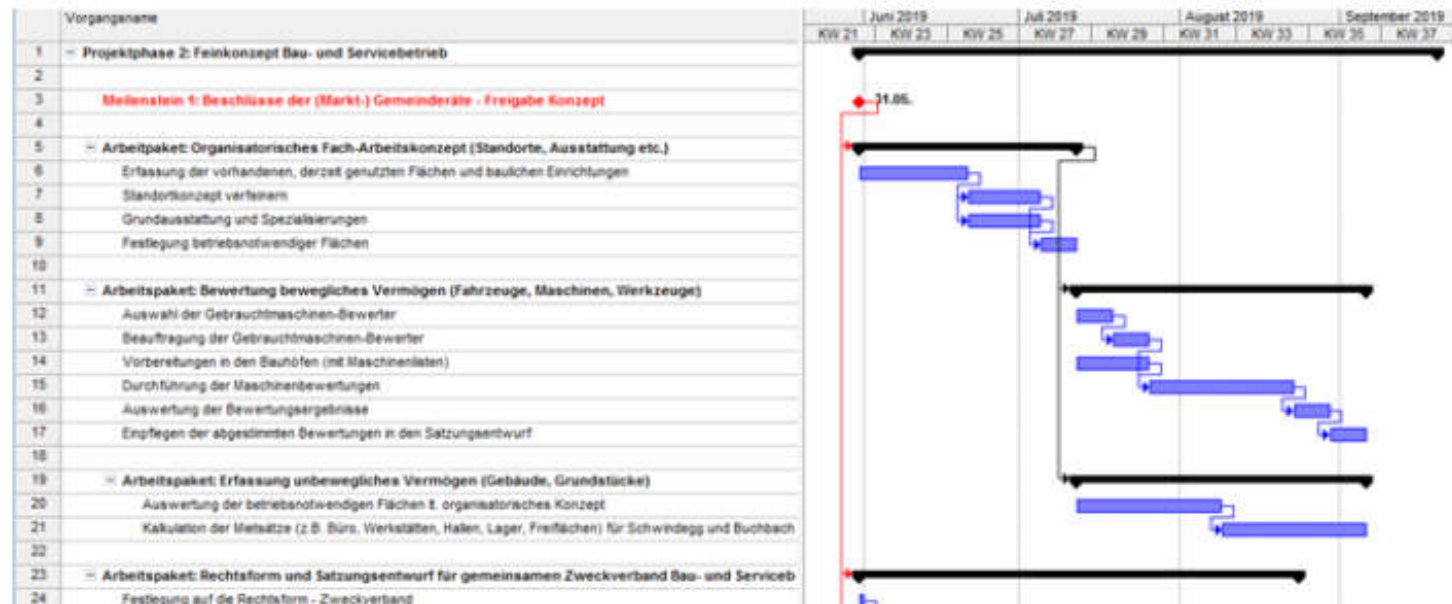 Vorgangsname
Juni 2019 Juli 2019 August 2019 September 2019
KW 21 KW 23 KW 25 KW 27 KW 29 KW 31 KW 33 KW 35 KW 37
1 Projektphase 2: Feinkonzept Bau- und Servicebetrieb
2
3 Meilenstein 1: Beschlüsse der (Markt-) Gemeinderäte - Freigabe Konzept 31.05.
4
5 Arbeitpaket: Organisatorisches Fach-Arbeitskonzept (Standorte, Ausstattung etc.)
6 Erfassung der vorhandenen, derzeit genutzten Flächen und baulichen Einrichtungen
7 Standortkonzept verfeinern
8 Grundausstattung und Spezialisierungen
9 Festlegung betriebsnotwendiger Flächen
10
11 Arbeitspaket: Bewertung bewegliches Vermögen (Fahrzeuge, Maschinen, Werkzeuge)
12 Auswahl der Gebrauchtmaschinen-Bewerter
13 Beauftragung der Gebrauchtmaschinen-Bewerter
14 Vorbereitungen in den Bauhöfen (mit Maschinenlisten)
15 Durchführung der Maschinenbewertungen
16 Auswertung der Bewertungsergebnisse
17 Einpflegen der abgestimmten Bewertungen in den Satzungsentwurf
18
19 Arbeitspaket: Erfassung unbewegliches Vermögen (Gebäude, Grundstücke)
20 Auswertung der betriebsnotwendigen Flächen lt. organisatorisches Konzept
21 Kalkulation der Mietsätze (z.B. Büro, Werkstätten, Hallen, Lager, Freiflächen) für Schwindegg und Buchbach
22
23 Arbeitspaket: Rechtsform und Satzungsentwurf für gemeinsamen Zweckverband Bau- und Serviceb
24 Festlegung auf die Rechtsform - Zweckverband